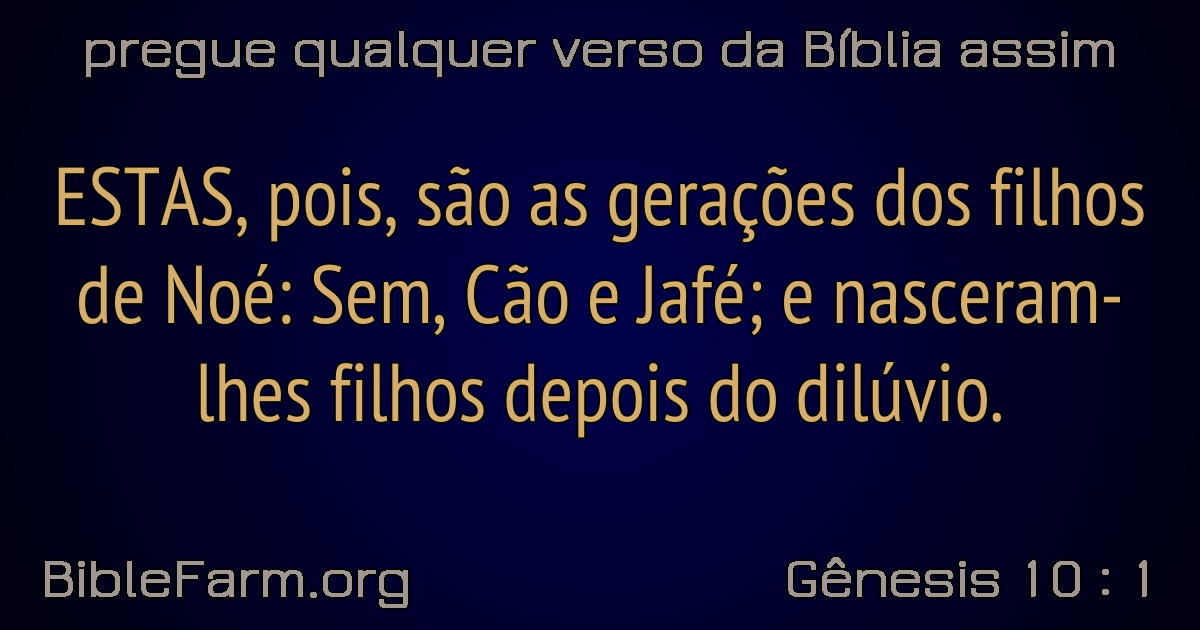 pregue qualquer verso da Bíblia assim
ESTAS, pois, são as gerações dos filhos
de Noé: Sem, Cão e Jafé; e nasceram-
lhes filhos depois do dilúvio.
BibleFarm.org
Gênesis 10 : 1